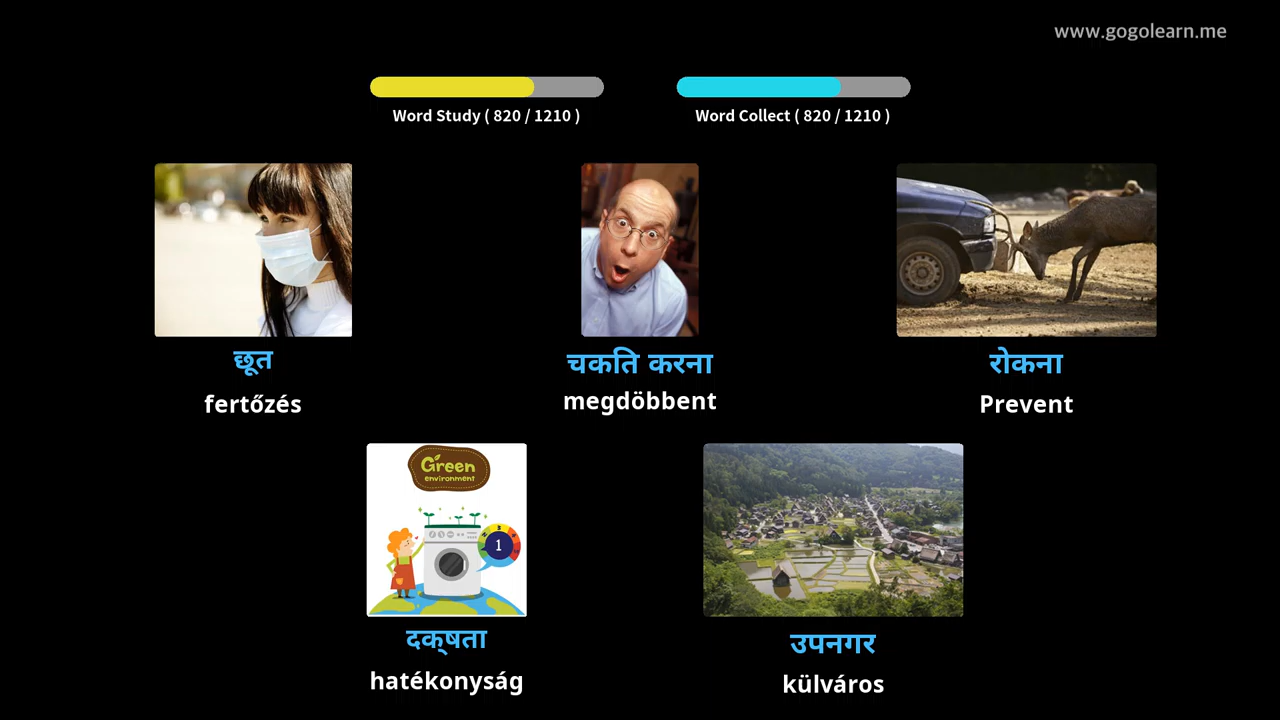 www.gogolearn.me
Word Study ( 820 / 1210 )
Word Collect ( 820 / 1210 )
छूत
चकति करना
रोकना
fertőzés
megdöbbent
Prevent
Green
environment
1
दक्षता
उपनगर
hatékonyság
külváros